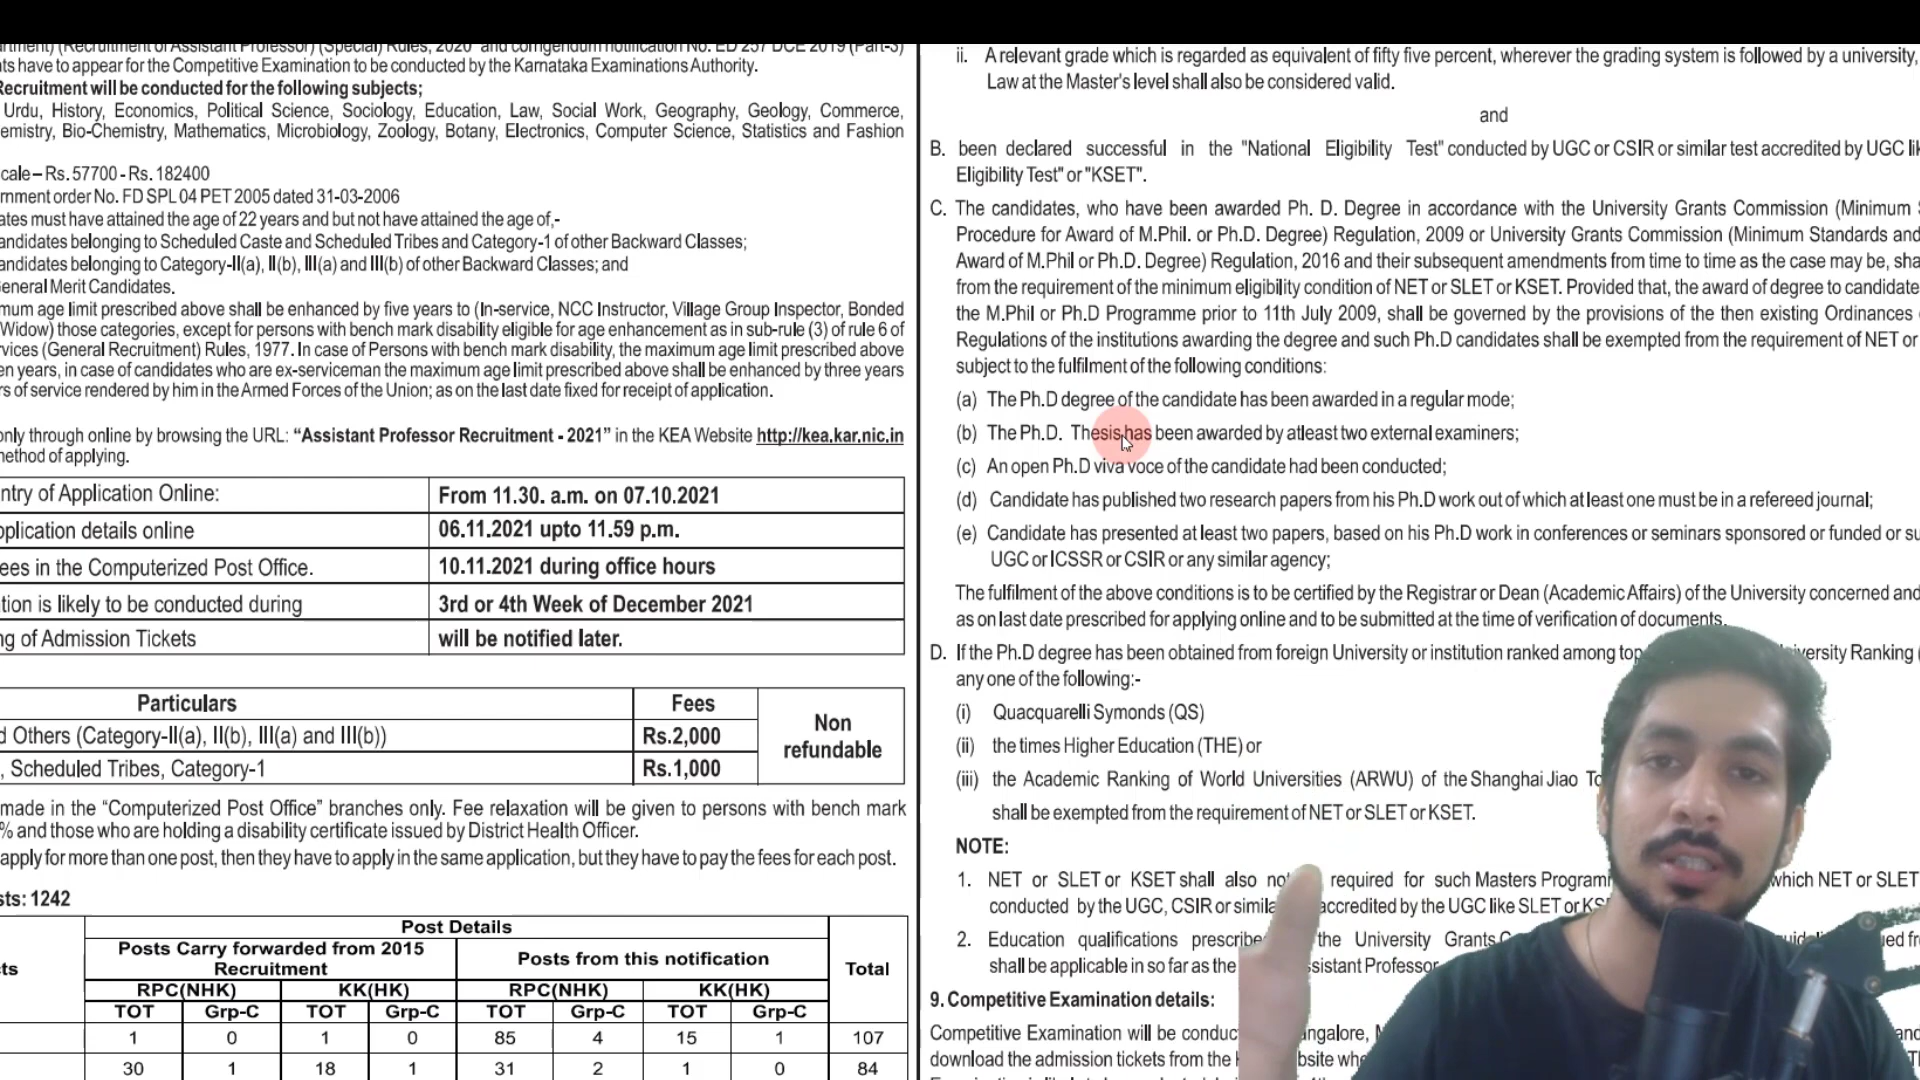 (Recruitment of Assistant Professor) (Special) Rules, 2020 and corrigendum notification No. ED 257 DCE 2019 (Part-3)
have to appear for the Competitive Examination to be conducted by the Karnataka Examinations Authority.
Recruitment will be conducted for the following subjects;
Urdu, History, Economics, Political Science, Sociology, Education, Law, Social Work, Geography, Geology, Commerce,
emistry, Bio-Chemistry, Mathematics, Microbiology, Zoology, Botany, Electronics, Computer Science, Statistics and Fashion
cale – Rs. 57700 - Rs. 182400
rnment order No. FD SPL 04 PET 2005 dated 31-03-2006
ates must have attained the age of 22 years and but not have attained the age of,-
andidates belonging to Scheduled Caste and Scheduled Tribes and Category-1 of other Backward Classes;
andidates belonging to Category-II(a), II(b), III(a) and III(b) of other Backward Classes; and
eneral Merit Candidates.
mum age limit prescribed above shall be enhanced by five years to (In-service, NCC Instructor, Village Group Inspector, Bonded
Widow) those categories, except for persons with bench mark disability eligible for age enhancement as in sub-rule (3) of rule 6 of
rvices (General Recruitment) Rules, 1977. In case of Persons with bench mark disability, the maximum age limit prescribed above
en years, in case of candidates who are ex-serviceman the maximum age limit prescribed above shall be enhanced by three years
rs of service rendered by him in the Armed Forces of the Union; as on the last date fixed for receipt of application.
only through online by browsing the URL: “Assistant Professor Recruitment - 2021” in the KEA Website http://kea.kar.nic.in
method of applying.
ntry of Application Online: From 11.30. a.m. on 07.10.2021
pplication details online 06.11.2021 upto 11.59 p.m.
ees in the Computerized Post Office. 10.11.2021 during office hours
tion is likely to be conducted during 3rd or 4th Week of December 2021
ng of Admission Tickets will be notified later.
Particulars Fees Non refundable
d Others (Category-II(a), II(b), III(a) and III(b)) Rs.2,000
, Scheduled Tribes, Category-1 Rs.1,000
made in the “Computerized Post Office” branches only. Fee relaxation will be given to persons with bench mark
% and those who are holding a disability certificate issued by District Health Officer.
apply for more than one post, then they have to apply in the same application, but they have to pay the fees for each post.
sts: 1242
Post Details
cts Posts Carry forwarded from 2015 Recruitment Posts from this notification Total
RPC(NHK) KK(HK) RPC(NHK) KK(HK)
TOT Grp-C TOT Grp-C TOT Grp-C TOT Grp-C
1 0 1 0 85 4 15 1 107
30 1 18 1 31 2 1 0 84
ii. A relevant grade which is regarded as equivalent of fifty five percent, wherever the grading system is followed by a university,
Law at the Master's level shall also be considered valid.
and
B. been declared successful in the "National Eligibility Test" conducted by UGC or CSIR or similar test accredited by UGC lik
Eligibility Test" or "KSET".
C. The candidates, who have been awarded Ph. D. Degree in accordance with the University Grants Commission (Minimum S
Procedure for Award of M.Phil. or Ph.D. Degree) Regulation, 2009 or University Grants Commission (Minimum Standards and
Award of M.Phil or Ph.D. Degree) Regulation, 2016 and their subsequent amendments from time to time as the case may be, sha
from the requirement of the minimum eligibility condition of NET or SLET or KSET. Provided that, the award of degree to candidate
the M.Phil or Ph.D Programme prior to 11th July 2009, shall be governed by the provisions of the then existing Ordinances
Regulations of the institutions awarding the degree and such Ph.D candidates shall be exempted from the requirement of NET or
subject to the fulfilment of the following conditions:
(a) The Ph.D degree of the candidate has been awarded in a regular mode;
(b) The Ph.D. Thesis has been awarded by atleast two external examiners;
(c) An open Ph.D viva voce of the candidate had been conducted;
(d) Candidate has published two research papers from his Ph.D work out of which at least one must be in a refereed journal;
(e) Candidate has presented at least two papers, based on his Ph.D work in conferences or seminars sponsored or funded or su
UGC or ICSSR or CSIR or any similar agency;
The fulfilment of the above conditions is to be certified by the Registrar or Dean (Academic Affairs) of the University concerned and
as on last date prescribed for applying online and to be submitted at the time of verification of documents.
D. If the Ph.D degree has been obtained from foreign University or institution ranked among top versity Ranking (
any one of the following:-
(i) Quacquarelli Symonds (QS)
(ii) the times Higher Education (THE) or
(iii) the Academic Ranking of World Universities (ARWU) of the Shanghai Jiao To
shall be exempted from the requirement of NET or SLET or KSET.
NOTE:
1. NET or SLET or KSET shall also no required for such Masters Programm which NET or SLET
conducted by the UGC, CSIR or simila accredited by the UGC like SLET or KS
2. Education qualifications prescribe the University Grants
shall be applicable in so far as the ssistant Professor
9. Competitive Examination details:
Competitive Examination will be conduc ngalore,
download the admission tickets from the bsite whe